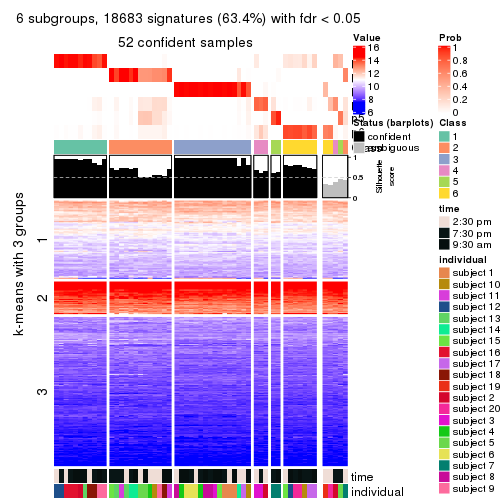 6 subgroups, 18683 signatures (63.4%) with fdr < 0.05
52 confident samples
k-means with 3 groups
1
2
3
Value
16
14
12
10
8
6
Prob
1
0.8
0.6
0.4
0.2
0
Status (barplots)
confident
ambiguous
Class
1
2
3
4
5
6
1
0.5
0
Silhouette
score
time
2:30 pm
7:30 pm
9:30 am
individual
subject 1
subject 10
subject 11
subject 12
subject 13
subject 14
subject 15
subject 16
subject 17
subject 18
subject 19
subject 2
subject 20
subject 3
subject 4
subject 5
subject 6
subject 7
subject 8
subject 9
time
individual